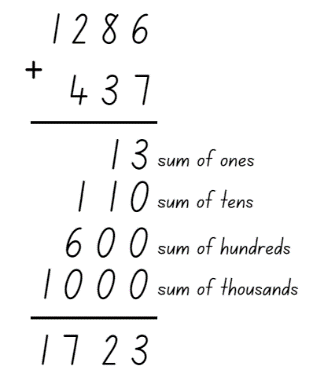 1286
+
437
13 sum of ones
110 sum of tens
600 sum of hundreds
1000 sum of thousands
1723